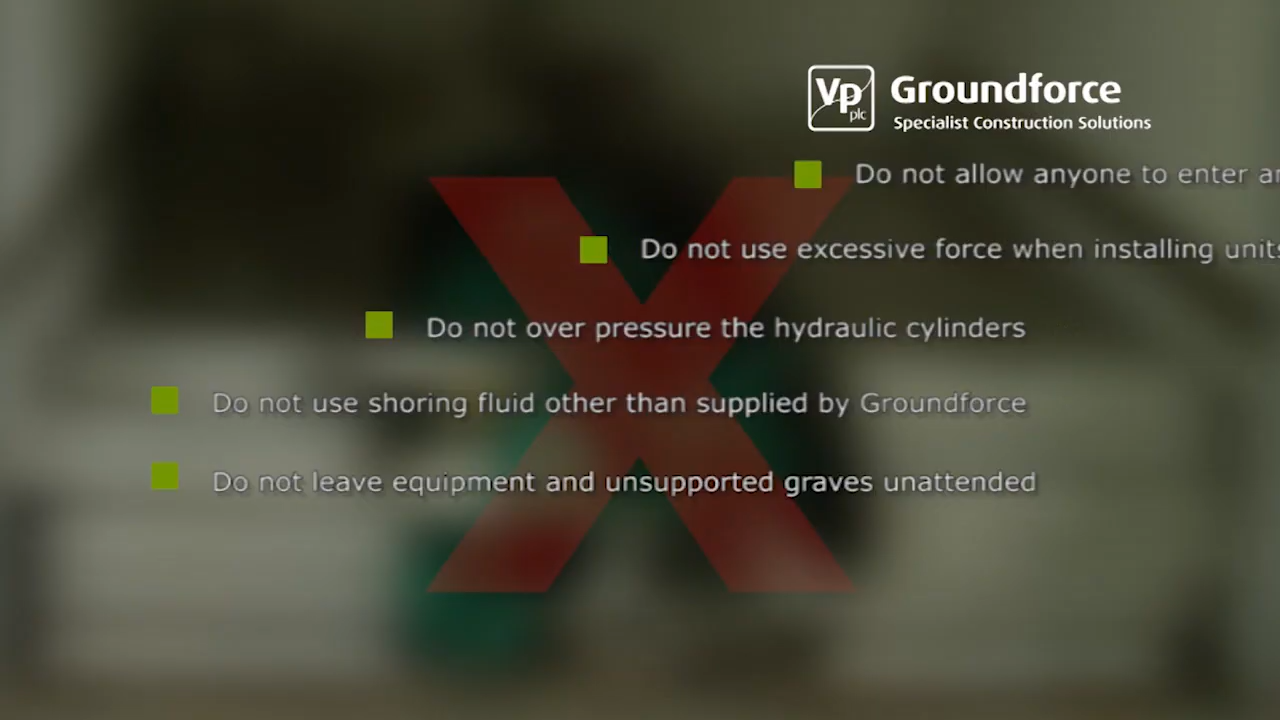 Vp plc
Groundforce
Specialist Construction Solutions
Do not allow anyone to enter
Do not use excessive force when installing units
Do not over pressure the hydraulic cylinders
Do not use shoring fluid other than supplied by Groundforce
Do not leave equipment and unsupported graves unattended